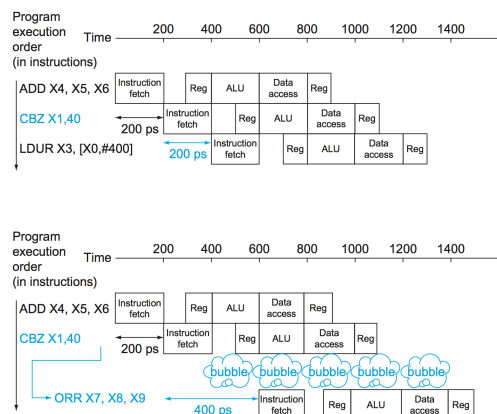 Program
execution
order
(in instructions)
Time
200 400 600 800 1000 1200 1400
ADD X4, X5, X6
Instruction fetch Reg ALU Data access Reg
CBZ X1,40
200 ps
Instruction fetch Reg ALU Data access Reg
LDUR X3, [X0,#400]
200 ps
Instruction fetch Reg ALU Data access Reg
Program
execution
order
(in instructions)
Time
200 400 600 800 1000 1200 1400
ADD X4, X5, X6
Instruction fetch Reg ALU Data access Reg
CBZ X1,40
200 ps
Instruction fetch Reg ALU Data access Reg
bubble bubble bubble bubble bubble
ORR X7, X8, X9
400 ps
Instruction fetch Reg ALU Data access Reg